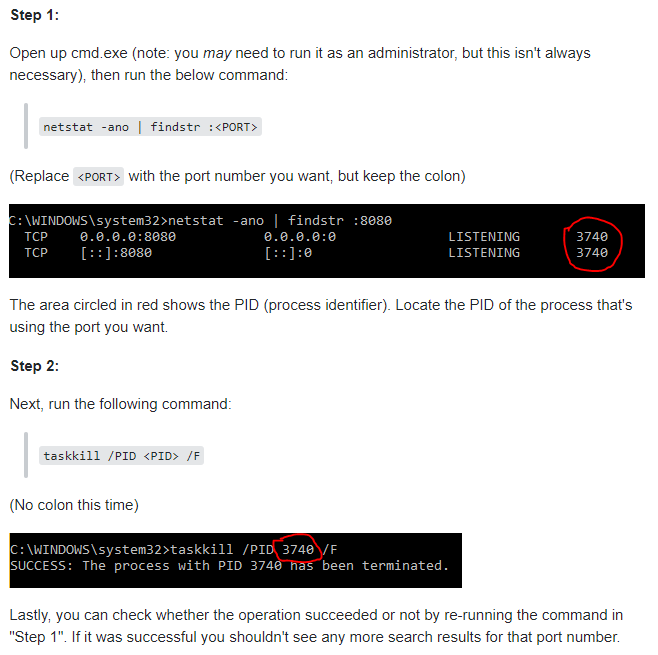 Step 1:
Open up cmd.exe (note: you may need to run it as an administrator, but this isn't always
necessary), then run the below command:
netstat -ano | findstr :<PORT>
(Replace <PORT> with the port number you want, but keep the colon)
C:\WINDOWS\system32>netstat -ano | findstr :8080
TCP 0.0.0.0:8080 0.0.0.0:0 LISTENING 3740
TCP [::]:8080 [::]:0 LISTENING 3740
The area circled in red shows the PID (process identifier). Locate the PID of the process that's
using the port you want.
Step 2:
Next, run the following command:
taskkill /PID <PID> /F
(No colon this time)
C:\WINDOWS\system32>taskkill /PID 3740 /F
SUCCESS: The process with PID 3740 has been terminated.
Lastly, you can check whether the operation succeeded or not by re-running the command in
"Step 1". If it was successful you shouldn't see any more search results for that port number.